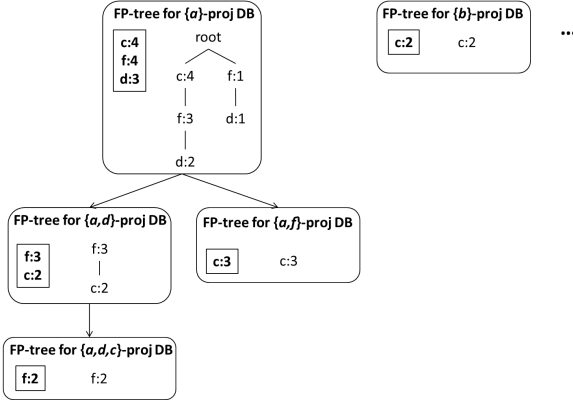 FP-tree for {a}-proj DB
c:4
f:4
d:3
root
c:4 f:1
f:3 d:1
d:2
FP-tree for {b}-proj DB
c:2 c:2
...
FP-tree for {a,d}-proj DB
f:3
c:2
f:3
c:2
FP-tree for {a,f}-proj DB
c:3 c:3
FP-tree for {a,d,c}-proj DB
f:2 f:2